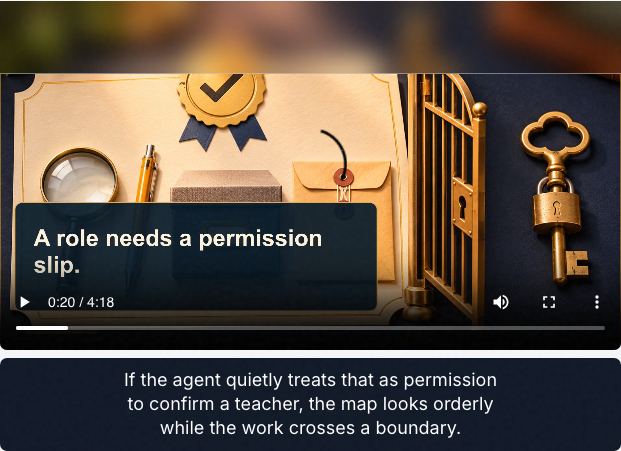 A role needs a permission
slip.
0:20 / 4:18
If the agent quietly treats that as permission
to confirm a teacher, the map looks orderly
while the work crosses a boundary.